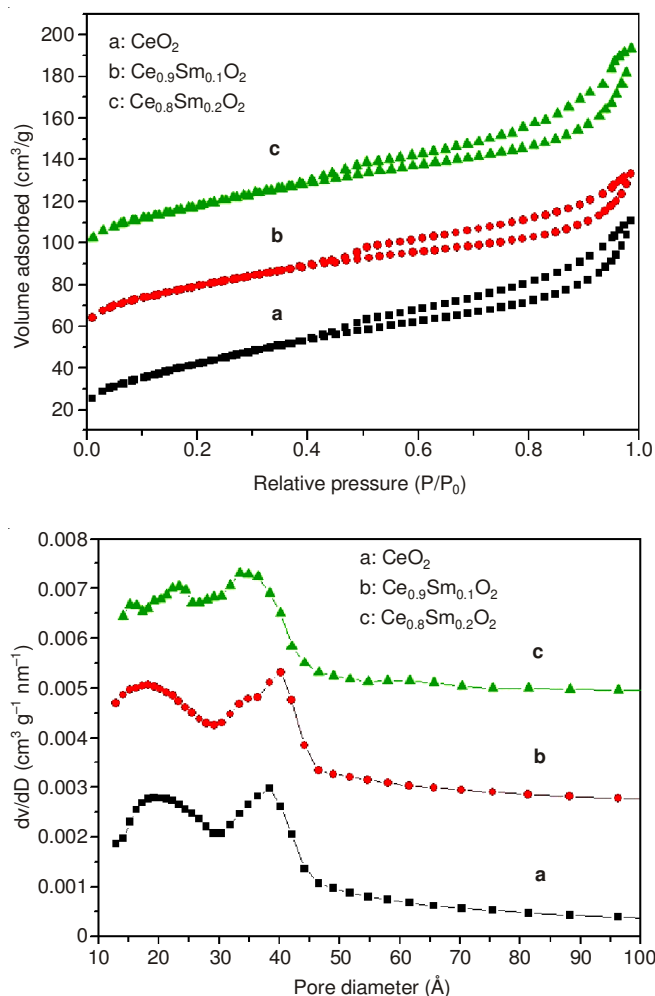 200
180
160
140
120
100
80
60
40
20
Volume adsorbed (cm³/g)
a: CeO₂
b: Ce₀.₉Sm₀.₁O₂
c: Ce₀.₈Sm₀.₂O₂
c
b
a
0.0 0.2 0.4 0.6 0.8 1.0
Relative pressure (P/P₀)
0.008
0.007
0.006
0.005
0.004
0.003
0.002
0.001
0
dv/dD (cm³ g⁻¹ nm⁻¹)
a: CeO₂
b: Ce₀.₉Sm₀.₁O₂
c: Ce₀.₈Sm₀.₂O₂
c
b
a
10 20 30 40 50 60 70 80 90 100
Pore diameter (Å)